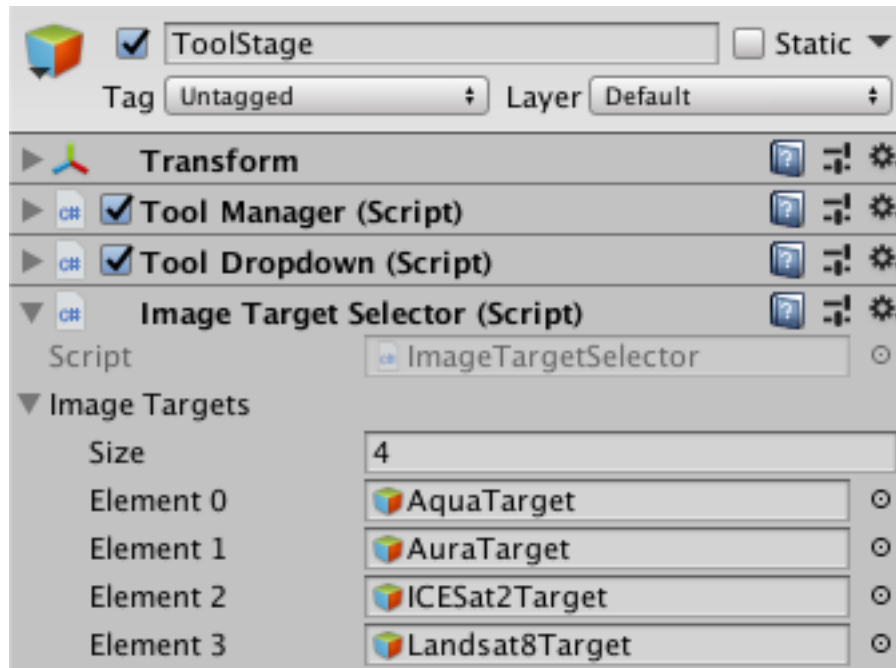 ToolStage Static
Tag Untagged Layer Default
Transform
C# Tool Manager (Script)
C# Tool Dropdown (Script)
C# Image Target Selector (Script)
Script ImageTargetSelector
Image Targets
Size 4
Element 0 AquaTarget
Element 1 AuraTarget
Element 2 ICESat2Target
Element 3 Landsat8Target